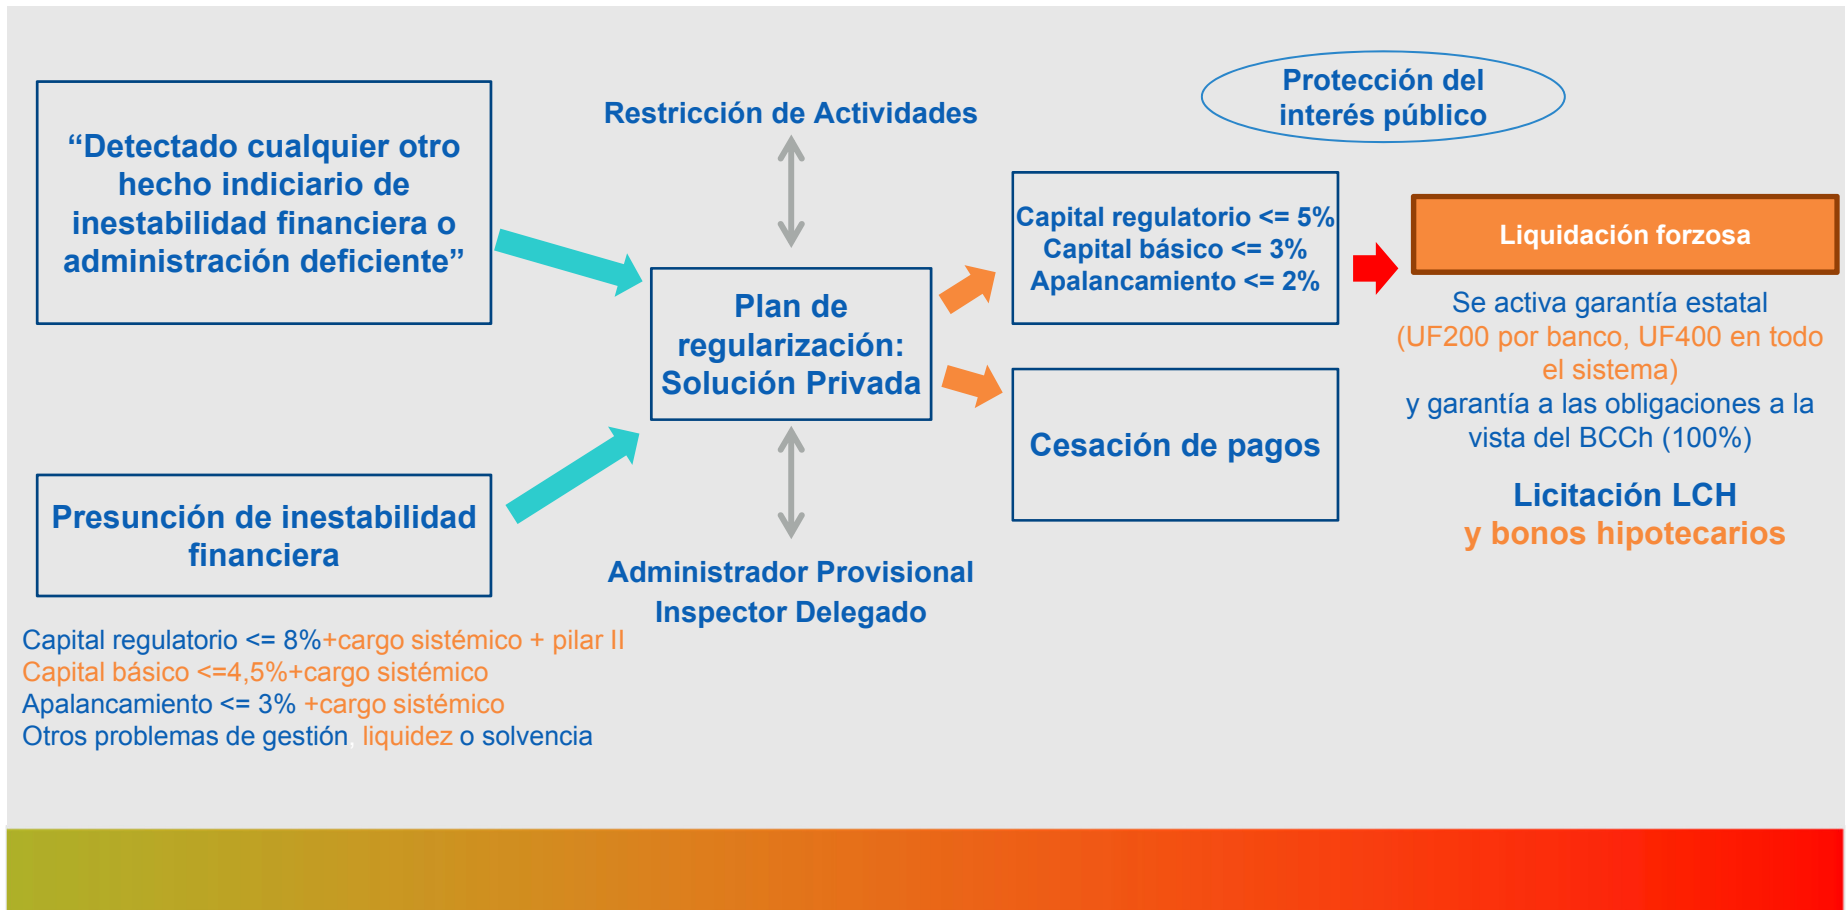 “Detectado cualquier otro
hecho indiciario de
inestabilidad financiera o
administración deficiente”
Presunción de inestabilidad
financiera
Capital regulatorio <= 8%+cargo sistémico + pilar II
Capital básico <=4,5%+cargo sistémico
Apalancamiento <= 3% +cargo sistémico
Otros problemas de gestión, liquidez o solvencia
Restricción de Actividades
Plan de
regularización:
Solución Privada
Administrador Provisional
Inspector Delegado
Capital regulatorio <= 5%
Capital básico <= 3%
Apalancamiento <= 2%
Cesación de pagos
Protección del
interés público
Liquidación forzosa
Se activa garantía estatal
(UF200 por banco, UF400 en todo
el sistema)
y garantía a las obligaciones a la
vista del BCCh (100%)
Licitación LCH
y bonos hipotecarios